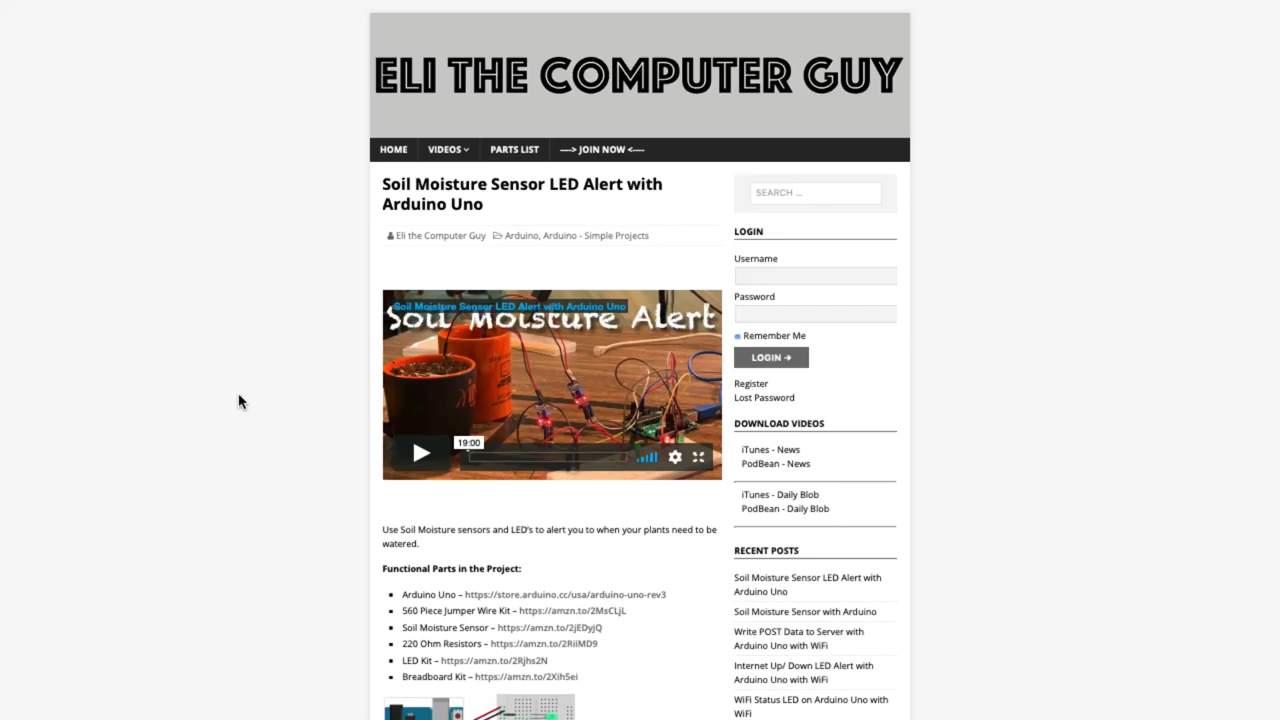 ELI THE COMPUTER GUY
HOME VIDEOS PARTS LIST ----> JOIN NOW <----
Soil Moisture Sensor LED Alert with
Arduino Uno
Eli the Computer Guy Arduino, Arduino - Simple Projects
Soil Moisture Sensor LED Alert with Arduino Uno
Soil Moisture Alert
19:00
Use Soil Moisture sensors and LED's to alert you to when your plants need to be
watered.
Functional Parts in the Project:
Arduino Uno – https://store.arduino.cc/usa/arduino-uno-rev3
560 Piece Jumper Wire Kit – https://amzn.to/2MsCLjL
Soil Moisture Sensor – https://amzn.to/2jEDyjQ
220 Ohm Resistors – https://amzn.to/2RiiMD9
LED Kit – https://amzn.to/2Rjhs2N
Breadboard Kit – https://amzn.to/2Xih5ei
SEARCH ...
LOGIN
Username
Password
Remember Me
LOGIN →
Register
Lost Password
DOWNLOAD VIDEOS
iTunes - News
PodBean - News
iTunes - Daily Blob
PodBean - Daily Blob
RECENT POSTS
Soil Moisture Sensor LED Alert with
Arduino Uno
Soil Moisture Sensor with Arduino
Write POST Data to Server with
Arduino Uno with WiFi
Internet Up/ Down LED Alert with
Arduino Uno with WiFi
WiFi Status LED on Arduino Uno with
WiFi